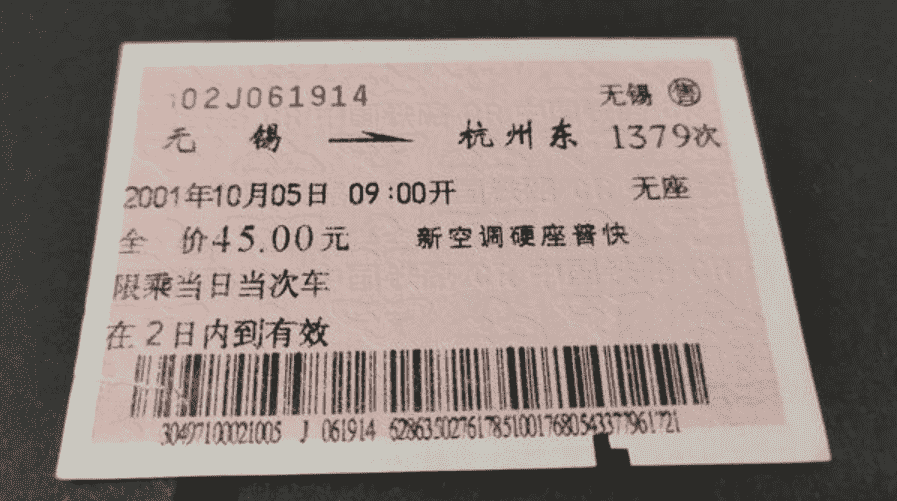 102J061914 无锡 售
无锡 → 杭州东 1379次
2001年10月05日 09:00开 无座
全 价45.00元 新空调硬座普快
限乘当日当次车
在2日内到有效
30497100021005 J 061914 6286350276178510017680543377961721